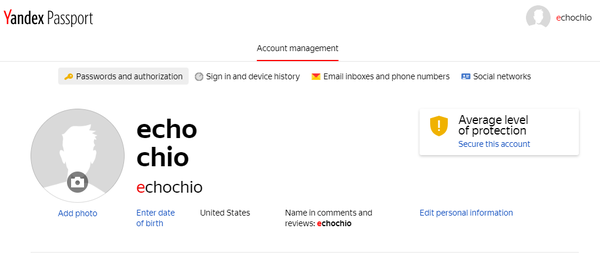 Yandex Passport
echochio
Account management
Passwords and authorization
Sign in and device history
Email inboxes and phone numbers
Social networks
echo
chio
echochio
Average level
of protection
Secure this account
Add photo
Enter date
of birth
United States
Name in comments and
reviews: echochio
Edit personal information